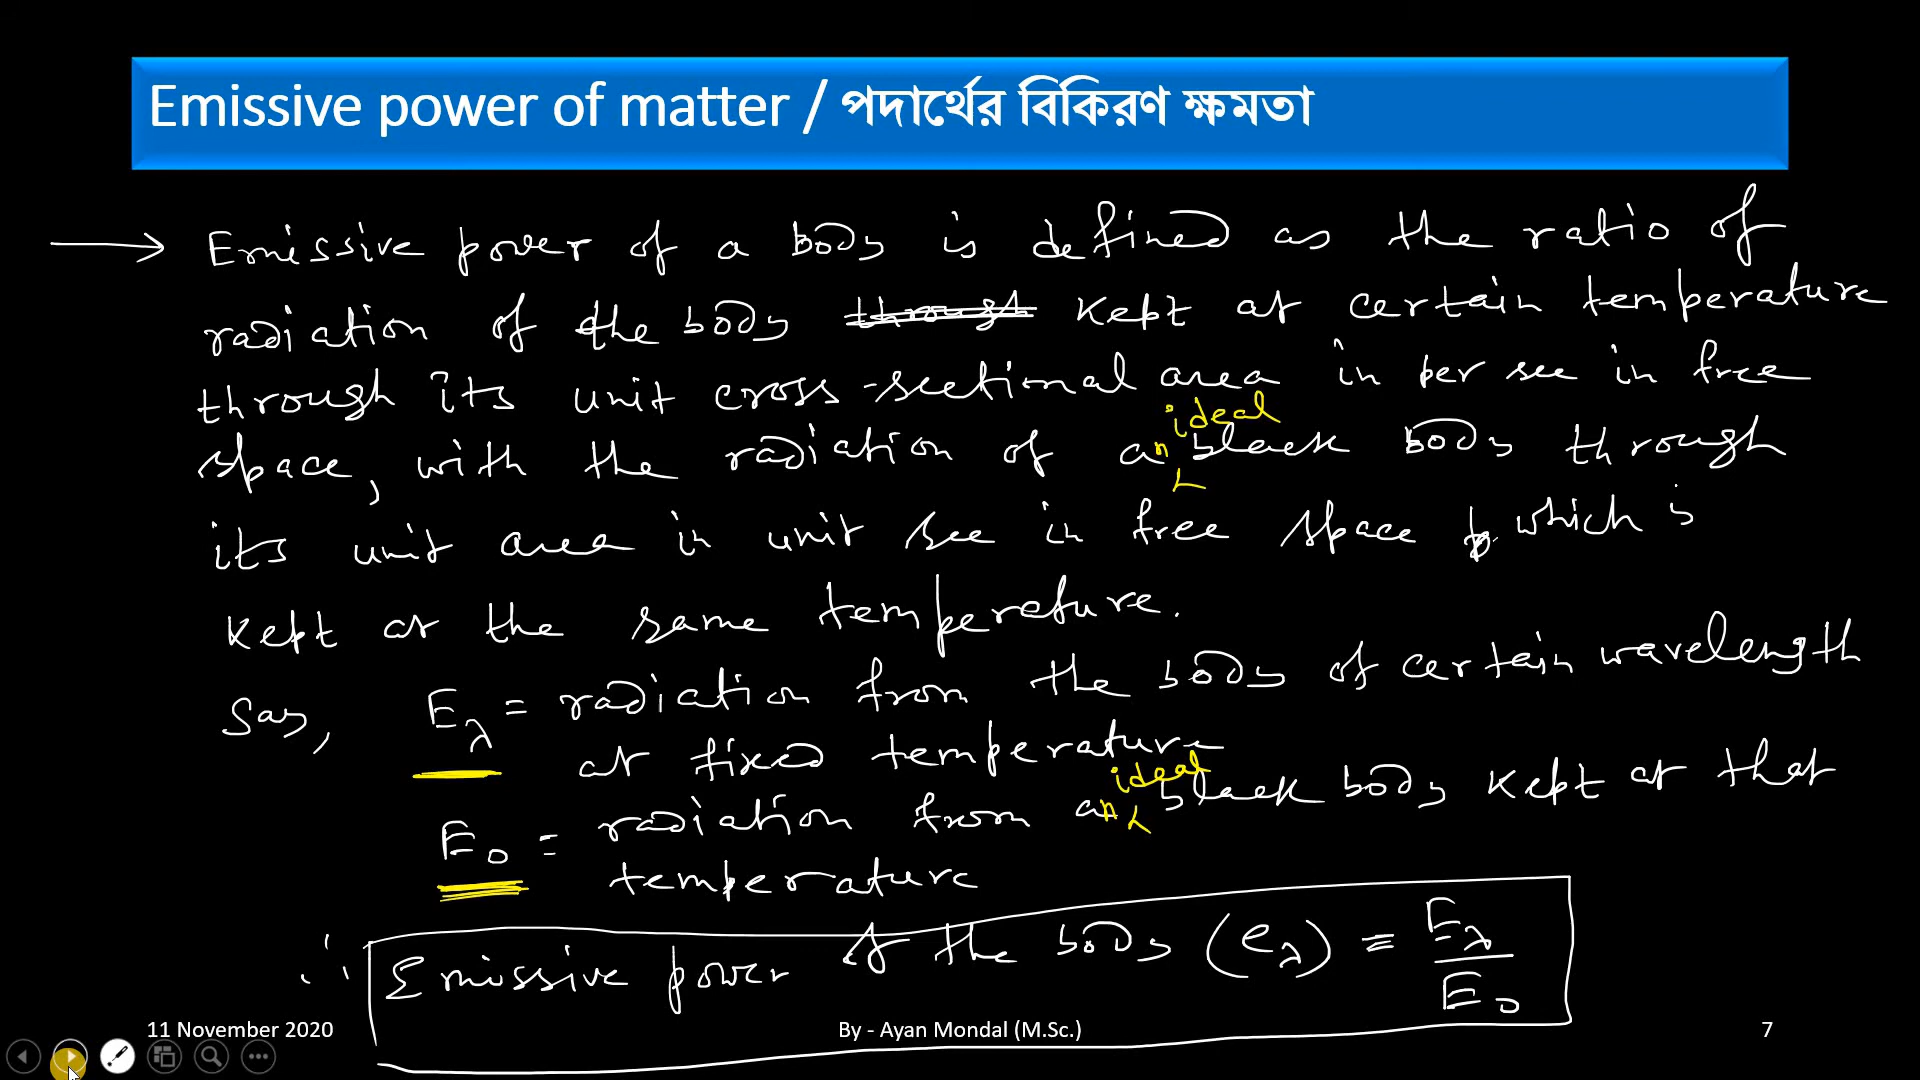 Emissive power of matter / পদার্থের বিকিরণ ক্ষমতা
→ Emissive power of a body is defined as the ratio of
radiation of the body through kept at certain temperature
through its unit cross-sectional area in per sec in free
space, with the radiation of an ideal black body through
its unit area in unit sec in free space which is
kept at the same temperature.
Say, Eλ = radiation from the body of certain wavelength
at fixed temperature
E₀ = radiation from an ideal black body kept at that
temperature
∴ Emissive power of the body (eλ) = Eλ / E₀
11 November 2020 By - Ayan Mondal (M.Sc.) 7